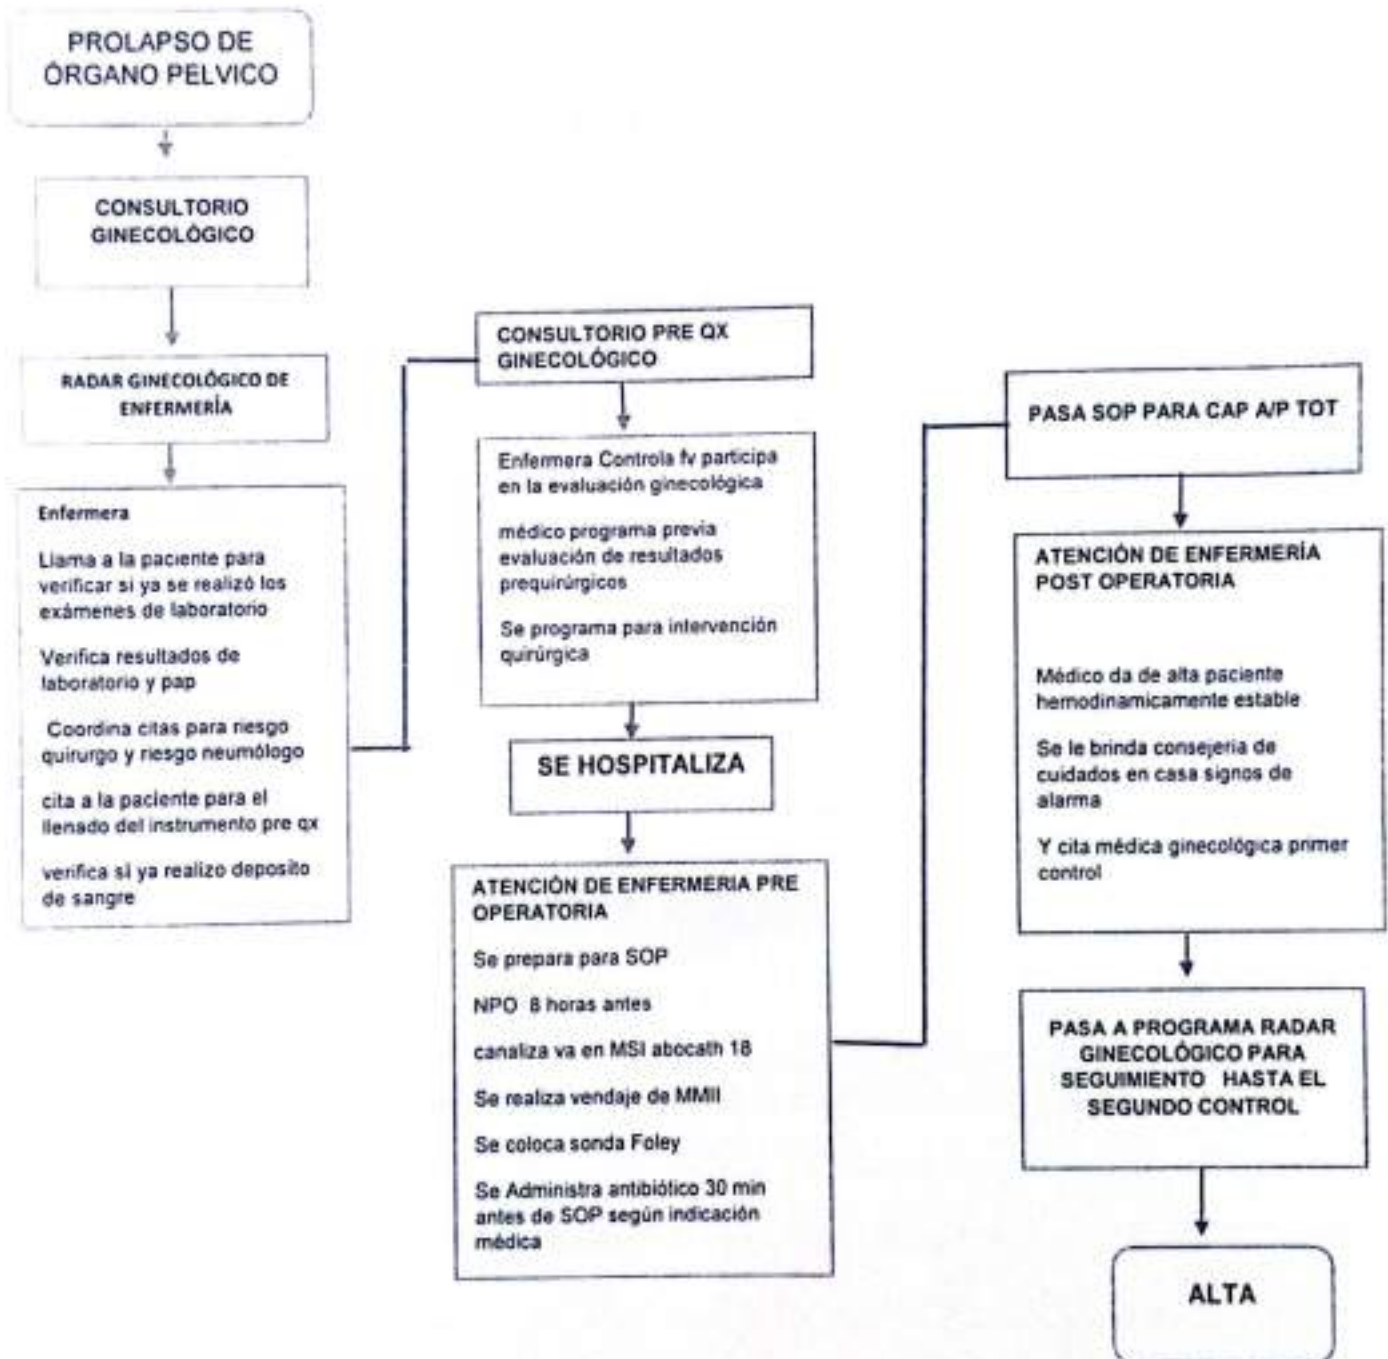 PROLAPSO DE
ÓRGANO PELVICO
CONSULTORIO
GINECOLÓGICO
RADAR GINECOLÓGICO DE
ENFERMERÍA
Enfermera
Llama a la paciente para
verificar si ya se realizó los
exámenes de laboratorio
Verifica resultados de
laboratorio y pap
Coordina citas para riesgo
quirurgo y riesgo neumólogo
cita a la paciente para el
llenado del instrumento pre qx
verifica si ya realizo deposito
de sangre
CONSULTORIO PRE QX
GINECOLÓGICO
Enfermera Controla fv participa
en la evaluación ginecológica
médico programa previa
evaluación de resultados
prequirúrgicos
Se programa para intervención
quirúrgica
SE HOSPITALIZA
ATENCIÓN DE ENFERMERIA PRE
OPERATORIA
Se prepara para SOP
NPO 8 horas antes
canaliza va en MSI abocath 18
Se realiza vendaje de MMII
Se coloca sonda Foley
Se Administra antibiótico 30 min
antes de SOP según indicación
médica
PASA SOP PARA CAP A/P TOT
ATENCIÓN DE ENFERMERÍA
POST OPERATORIA
Médico da de alta paciente
hemodinamicamente estable
Se le brinda consejeria de
cuidados en casa signos de
alarma
Y cita médica ginecológica primer
control
PASA A PROGRAMA RADAR
GINECOLÓGICO PARA
SEGUIMIENTO HASTA EL
SEGUNDO CONTROL
ALTA